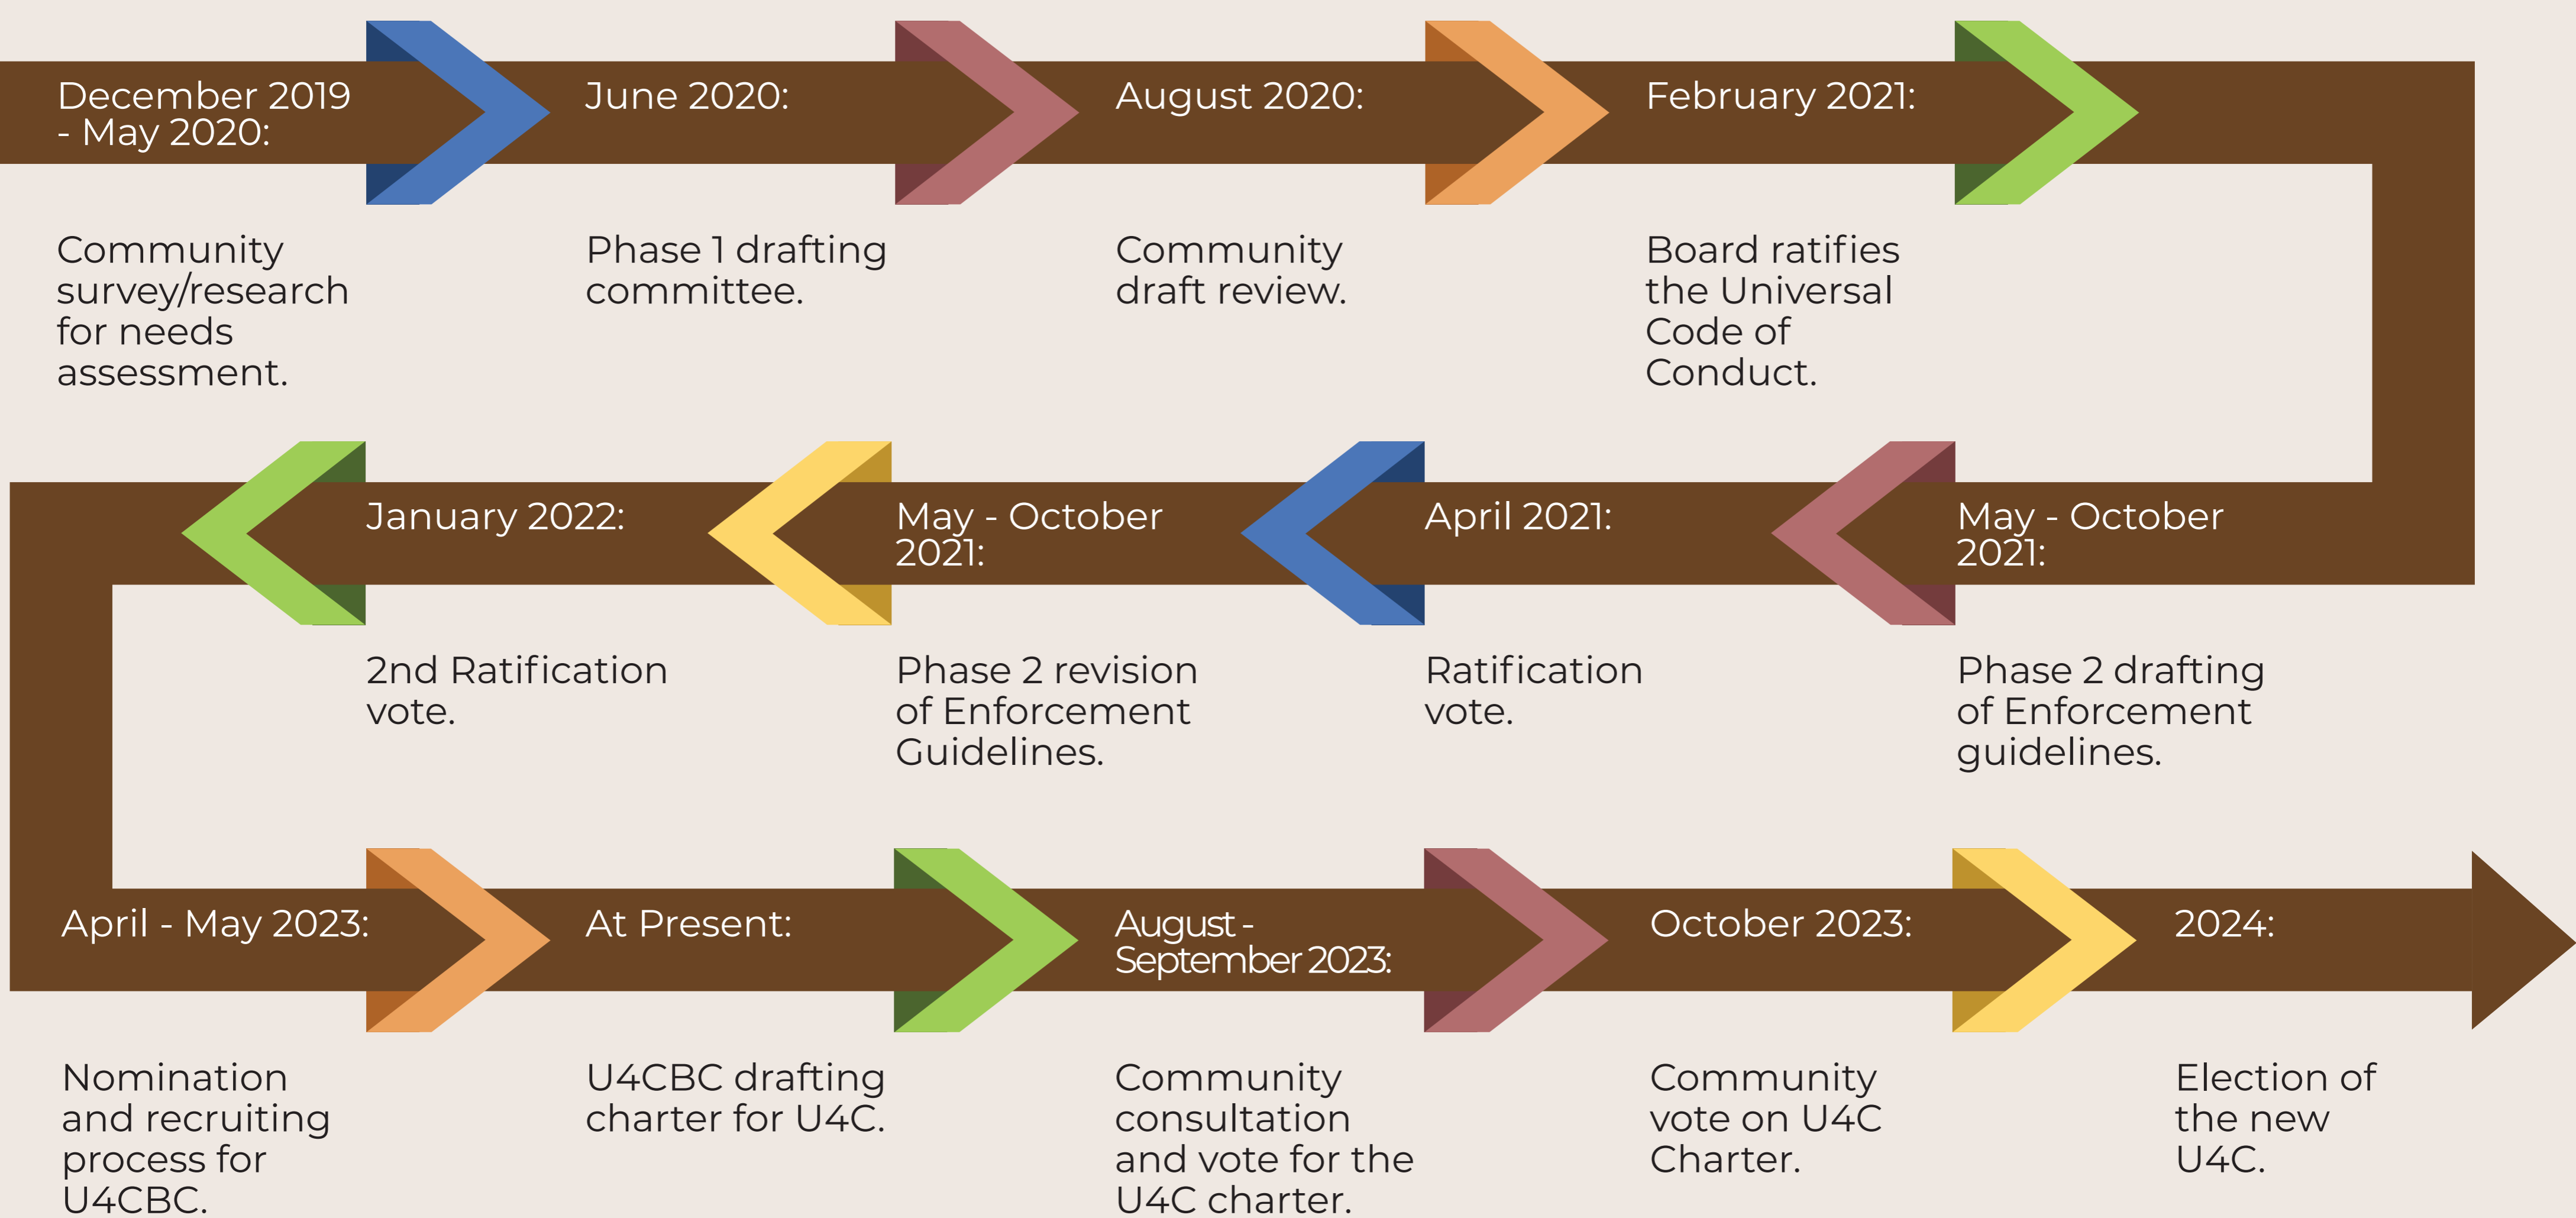 December 2019
- May 2020:
Community
survey/research
for needs
assessment.
June 2020:
Phase 1 drafting
committee.
August 2020:
Community
draft review.
February 2021:
Board ratifies
the Universal
Code of
Conduct.
May - October
2021:
Phase 2 drafting
of Enforcement
guidelines.
April 2021:
Ratification
vote.
May - October
2021:
Phase 2 revision
of Enforcement
Guidelines.
January 2022:
2nd Ratification
vote.
April - May 2023:
Nomination
and recruiting
process for
U4CBC.
At Present:
U4CBC drafting
charter for U4C.
August -
September 2023:
Community
consultation
and vote for the
U4C charter.
October 2023:
Community
vote on U4C
Charter.
2024:
Election of
the new
U4C.